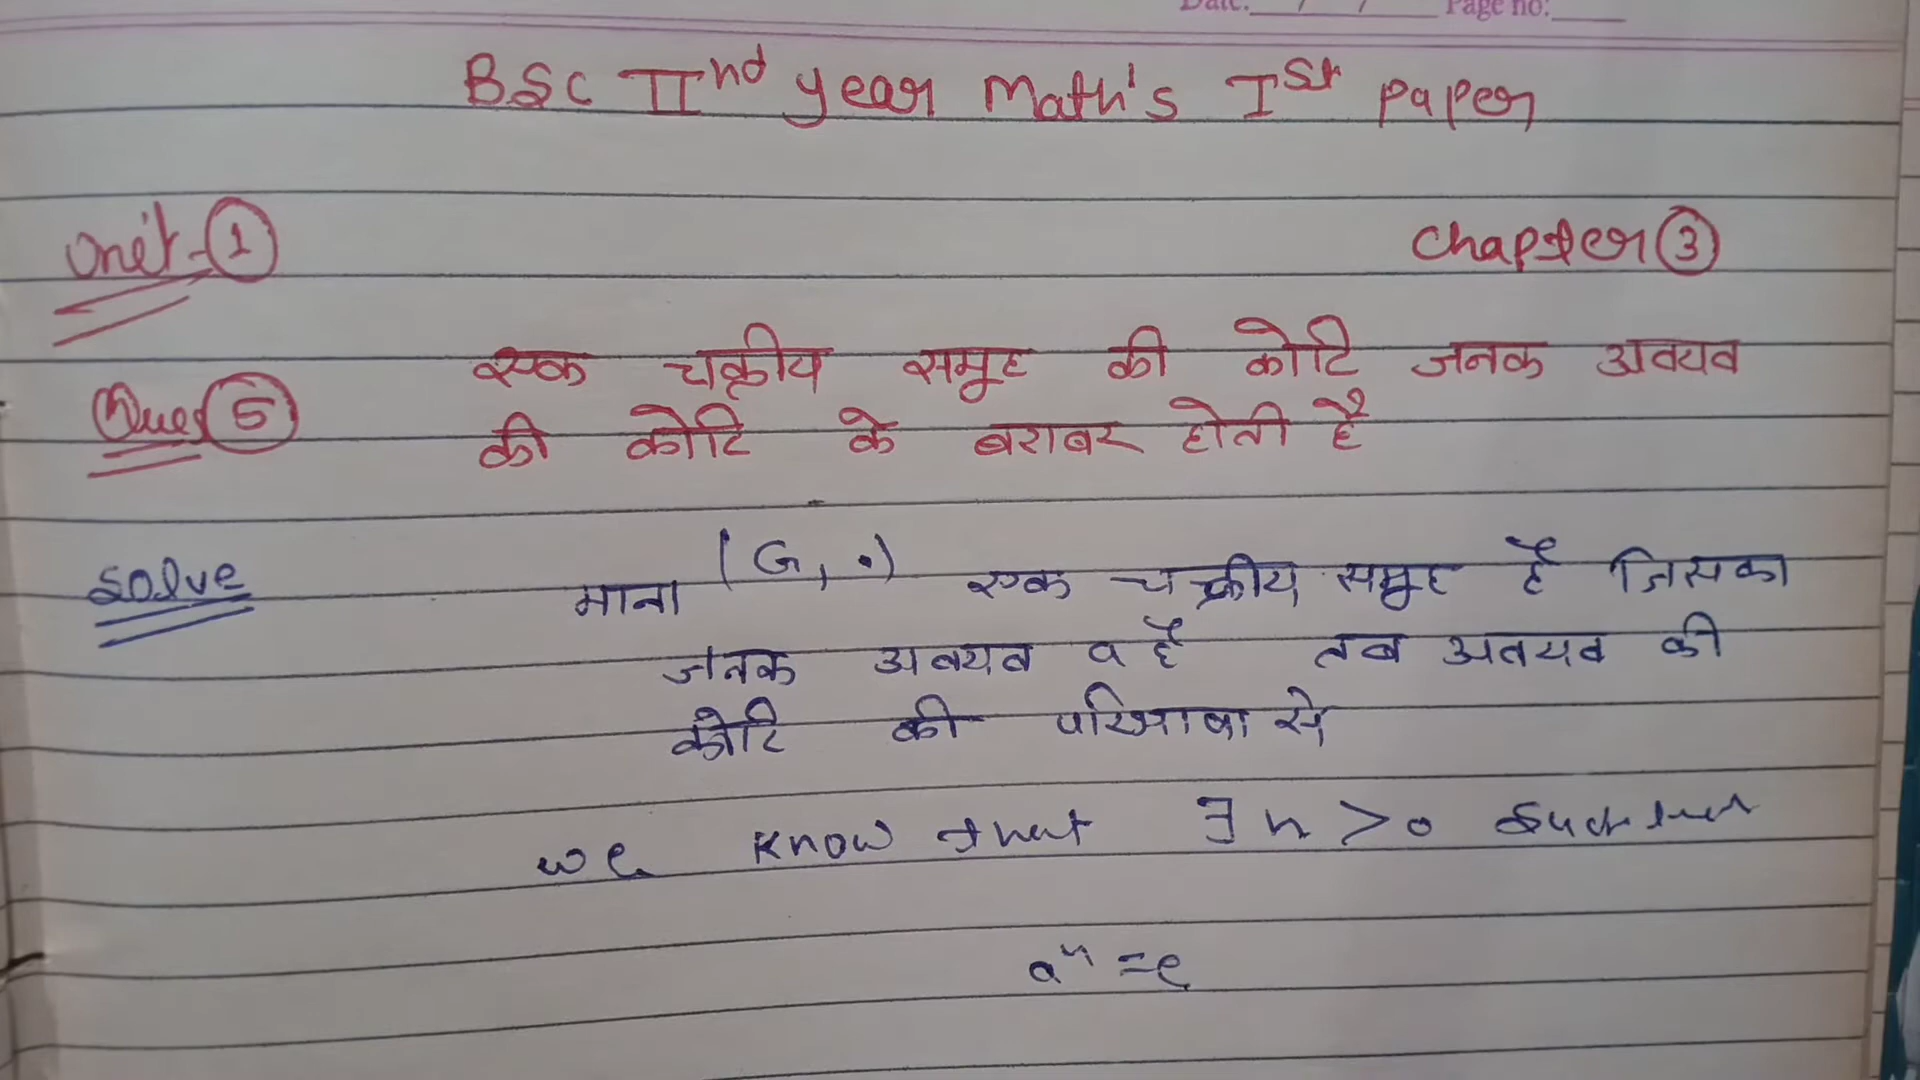 Date: / / Page no:
BSc IInd year Math's Ist paper
Unit-1
Chapter 3
Ques 5
एक चक्रीय समूह की कोटि जनक अवयव
की कोटि के बराबर होती है
Solve
माना (G, •) एक चक्रीय समूह है जिसका
जनक अवयव a है तब अवयव की
कोटि की परिभाषा से
we know that ∃ n > 0 such that
aⁿ = e